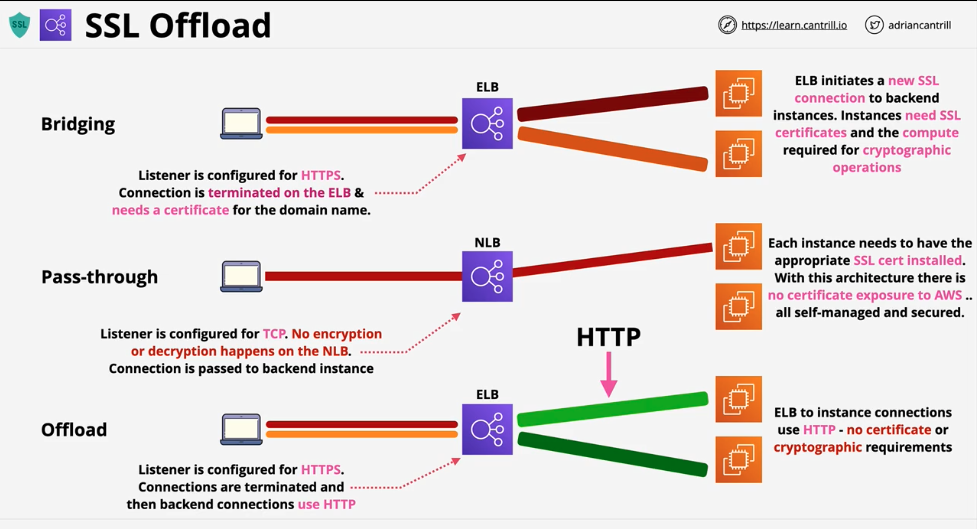 SSL
SSL Offload
https://learn.cantrill.io
adriancantrill
Bridging
ELB
ELB initiates a new SSL
connection to backend
instances. Instances need SSL
certificates and the compute
required for cryptographic
operations
Listener is configured for HTTPS.
Connection is terminated on the ELB &
needs a certificate for the domain name.
Pass-through
NLB
Each instance needs to have the
appropriate SSL cert installed.
With this architecture there is
no certificate exposure to AWS ..
all self-managed and secured.
Listener is configured for TCP. No encryption
or decryption happens on the NLB.
Connection is passed to backend instance
HTTP
Offload
ELB
ELB to instance connections
use HTTP - no certificate or
cryptographic requirements
Listener is configured for HTTPS.
Connections are terminated and
then backend connections use HTTP